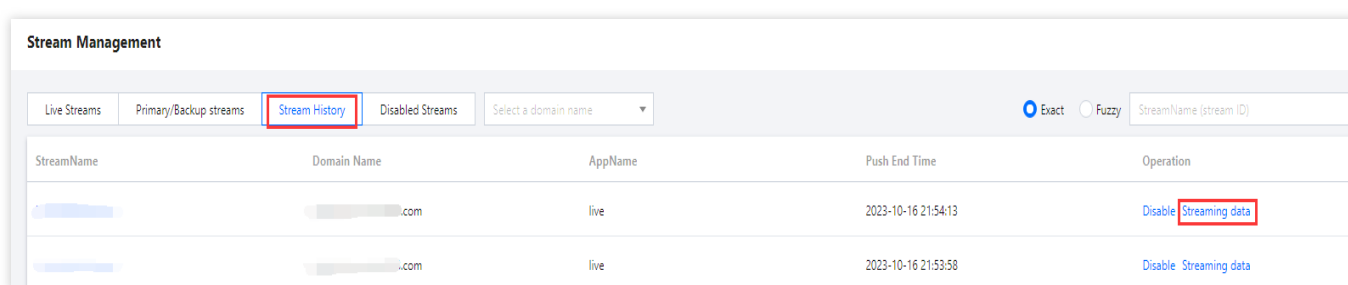 Stream Management
Live Streams Primary/Backup streams Stream History Disabled Streams Select a domain name Exact Fuzzy StreamName (stream ID)
StreamName Domain Name AppName Push End Time Operation
.com live 2023-10-16 21:54:13 Disable Streaming data
.com live 2023-10-16 21:53:58 Disable Streaming data